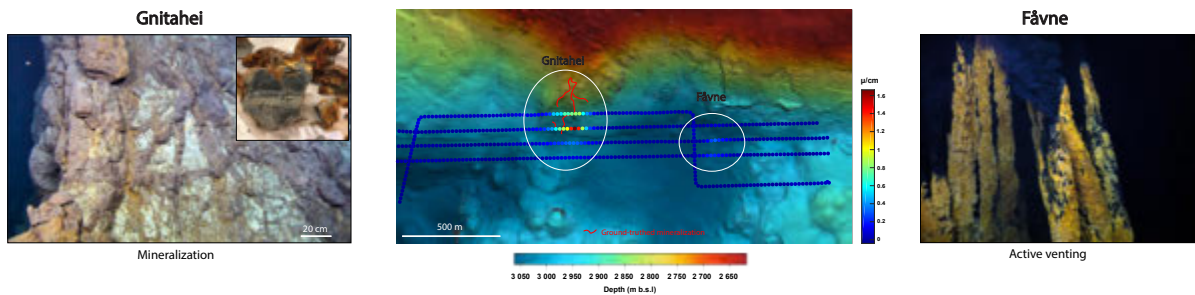 Gnitahei
20 cm
Mineralization
Gnitahei
Fåvne
500 m
µ/cm
1.6
1.4
1.2
1
0.8
0.6
0.4
0.2
0
3 050 3 000 2 950 2 900 2 850 2 800 2 750 2 700 2 650
Depth (m b.s.l)
Fåvne
Active venting